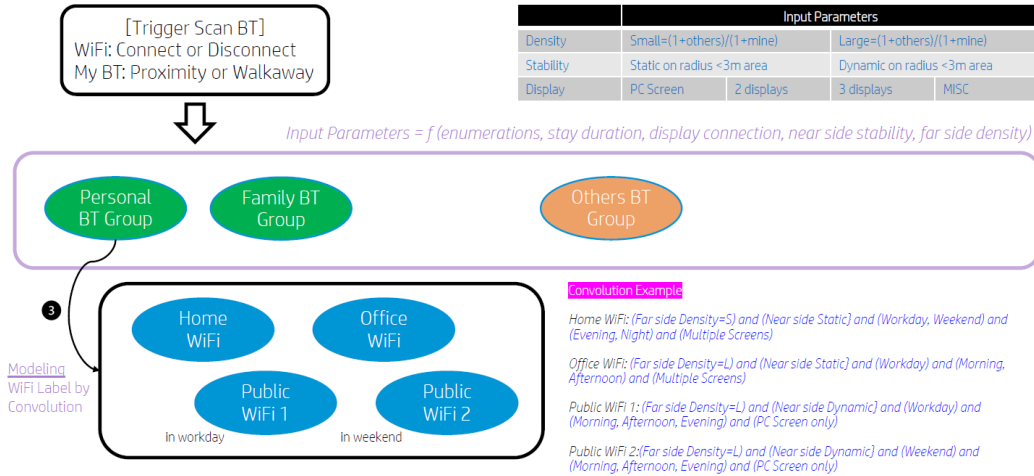 [Trigger Scan BT]
WiFi: Connect or Disconnect
My BT: Proximity or Walkaway
Input Parameters
Density Small=(1+others)/(1+mine) Large=(1+others)/(1+mine)
Stability Static on radius <3m area Dynamic on radius <3m area
Display PC Screen 2 displays 3 displays MISC
Input Parameters = f (enumerations, stay duration, display connection, near side stability, far side density)
Personal
BT Group
Family BT
Group
Others BT
Group
3
Modeling
WiFi Label by
Convolution
Home
WiFi
Office
WiFi
Public
WiFi 1
Public
WiFi 2
In workday
In weekend
Convolution Example
Home WiFi: (Far side Density=S) and (Near side Static} and (Workday, Weekend) and
(Evening, Night) and (Multiple Screens)
Office WiFi: (Far side Density=L) and (Near side Static} and (Workday) and (Morning,
Afternoon) and (Multiple Screens)
Public WiFi 1: (Far side Density=L) and (Near side Dynamic} and (Workday) and
(Morning, Afternoon, Evening) and (PC Screen only)
Public WiFi 2:(Far side Density=L) and (Near side Dynamic} and (Weekend) and
(Morning, Afternoon, Evening) and (PC Screen only)